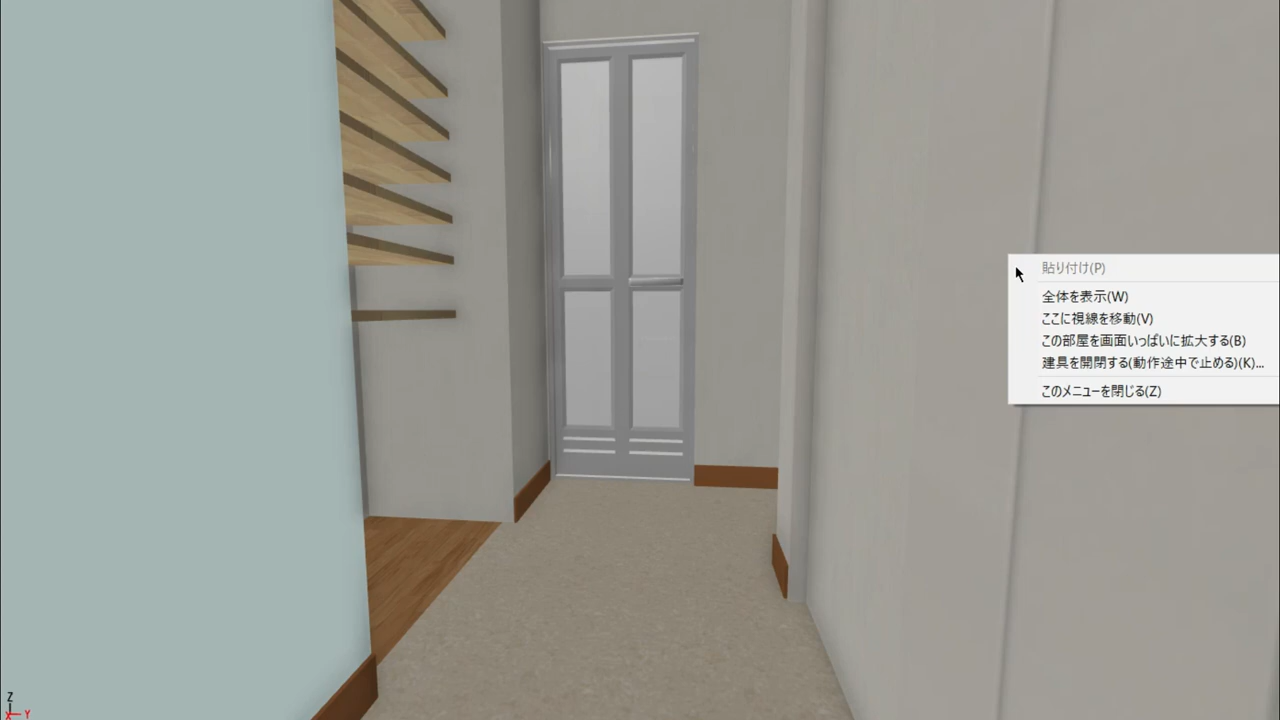 貼り付け(P)
全体を表示(W)
ここに視線を移動(V)
この部屋を画面いっぱいに拡大する(B)
建具を開閉する(動作途中で止める)(K)...
このメニューを閉じる(Z)
Z
X Y